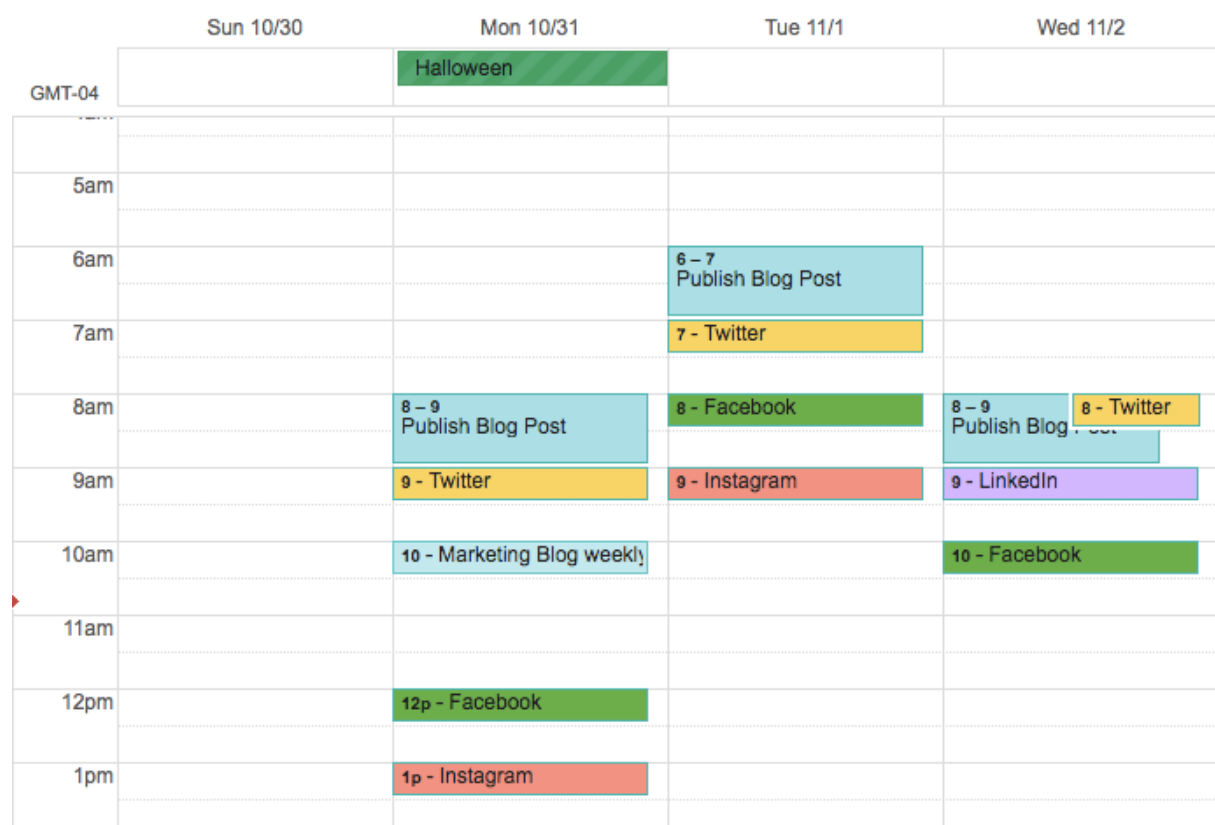 Sun 10/30
Mon 10/31
Tue 11/1
Wed 11/2
GMT-04
Halloween
5am
6am
6 – 7
Publish Blog Post
7am
7 - Twitter
8am
8 – 9
Publish Blog Post
8 - Facebook
8 – 9
Publish Blog
8 - Twitter
9am
9 - Twitter
9 - Instagram
9 - LinkedIn
10am
10 - Marketing Blog weekly
10 - Facebook
11am
12pm
12p - Facebook
1pm
1p - Instagram